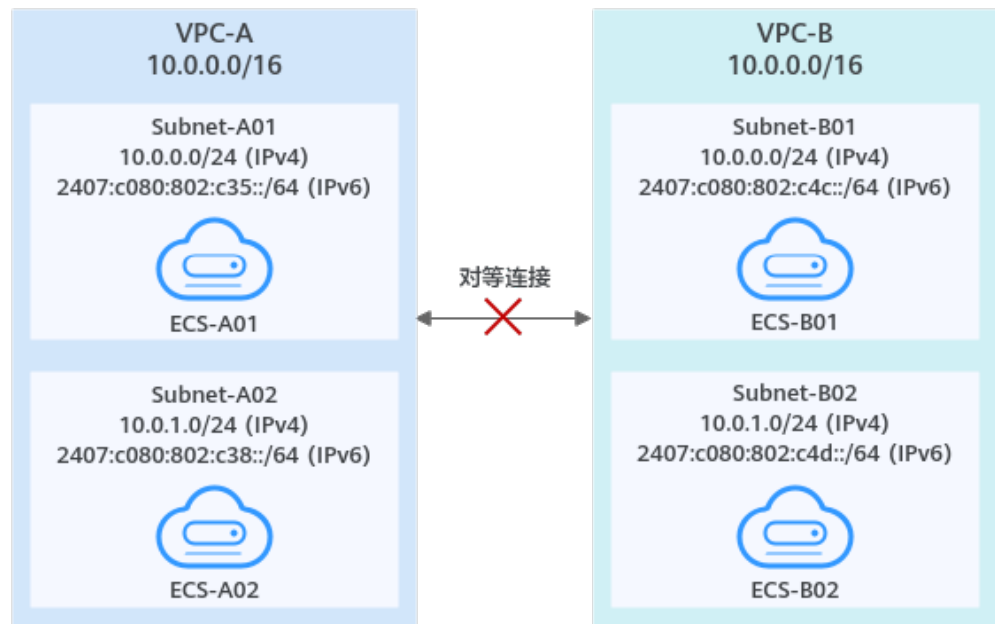 VPC-A
10.0.0.0/16
Subnet-A01
10.0.0.0/24 (IPv4)
2407:c080:802:c35::/64 (IPv6)
ECS-A01
Subnet-A02
10.0.1.0/24 (IPv4)
2407:c080:802:c38::/64 (IPv6)
ECS-A02
对等连接
VPC-B
10.0.0.0/16
Subnet-B01
10.0.0.0/24 (IPv4)
2407:c080:802:c4c::/64 (IPv6)
ECS-B01
Subnet-B02
10.0.1.0/24 (IPv4)
2407:c080:802:c4d::/64 (IPv6)
ECS-B02